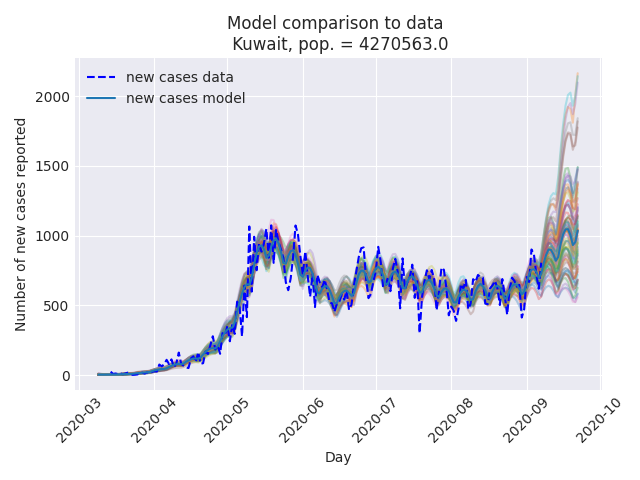 Model comparison to data
Kuwait, pop. = 4270563.0
new cases data
new cases model
Number of new cases reported
2000
1500
1000
500
0
2020-03
2020-04
2020-05
2020-06
2020-07
2020-08
2020-09
2020-10
Day